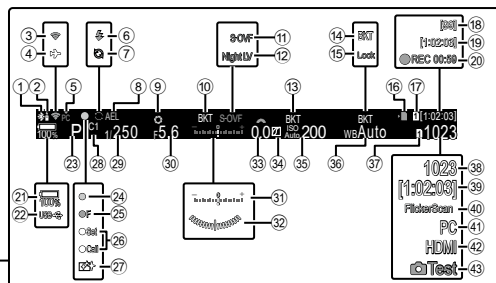 [99]
[1:02:03]
REC 00:59
S-OVF
Night LV
BKT
Lock
③ ④ ⑤ ⑥ ⑦ ⑧ ⑨ ⑩ ⑪ ⑫ ⑬ ⑭ ⑮ ⑯ ⑰ ⑱ ⑲ ⑳
① ②
PC AEL BKT S-OVF BKT BKT [1:02:03]
100% P C1 1/250 F5.6 0.0 ISO Auto 200 WB Auto 1023
㉓ ㉘ ㉙ ㉚ ㉝ ㉞ ㉟ ㊱ ㊲
㉑ 100%
㉒ USB
㉔
F ㉕
Set
Call ㉖
㉗
㉛
㉜
1023 ㊳
[1:02:03] ㊴
FlickerScan ㊵
PC ㊶
HDMI ㊷
Test ㊸